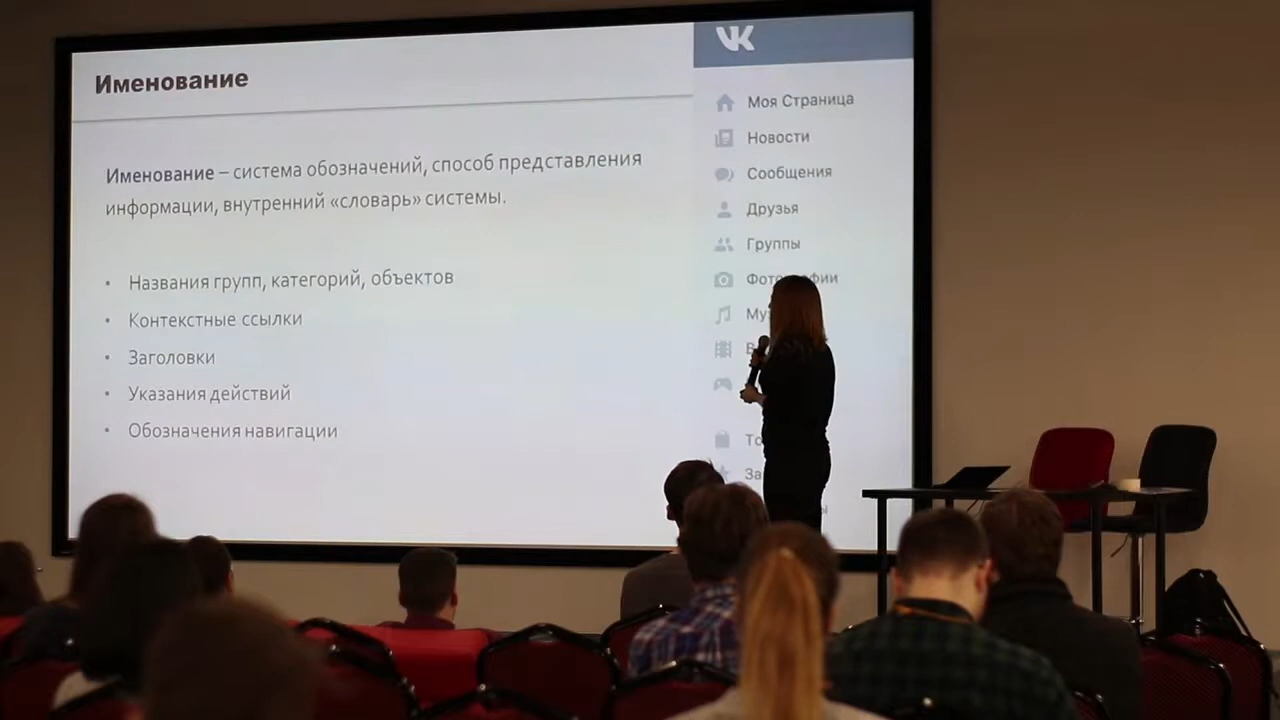 Именование
Именование – система обозначений, способ представления
информации, внутренний «словарь» системы.
• Названия групп, категорий, объектов
• Контекстные ссылки
• Заголовки
• Указания действий
• Обозначения навигации
VK
Моя Страница
Новости
Сообщения
Друзья
Группы